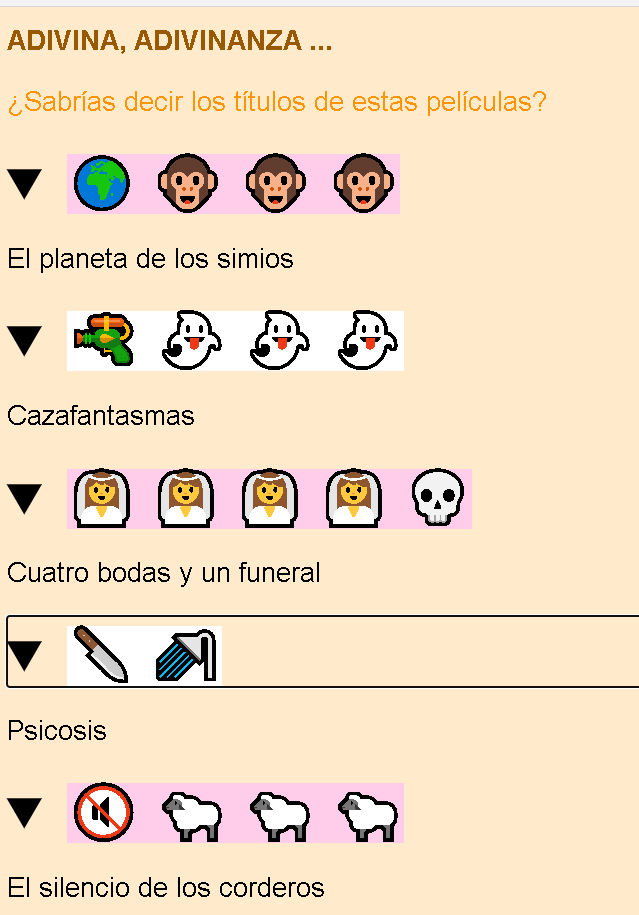 ADIVINA, ADIVINANZA ...
¿Sabrías decir los títulos de estas películas?
El planeta de los simios
Cazafantasmas
Cuatro bodas y un funeral
Psicosis
El silencio de los corderos